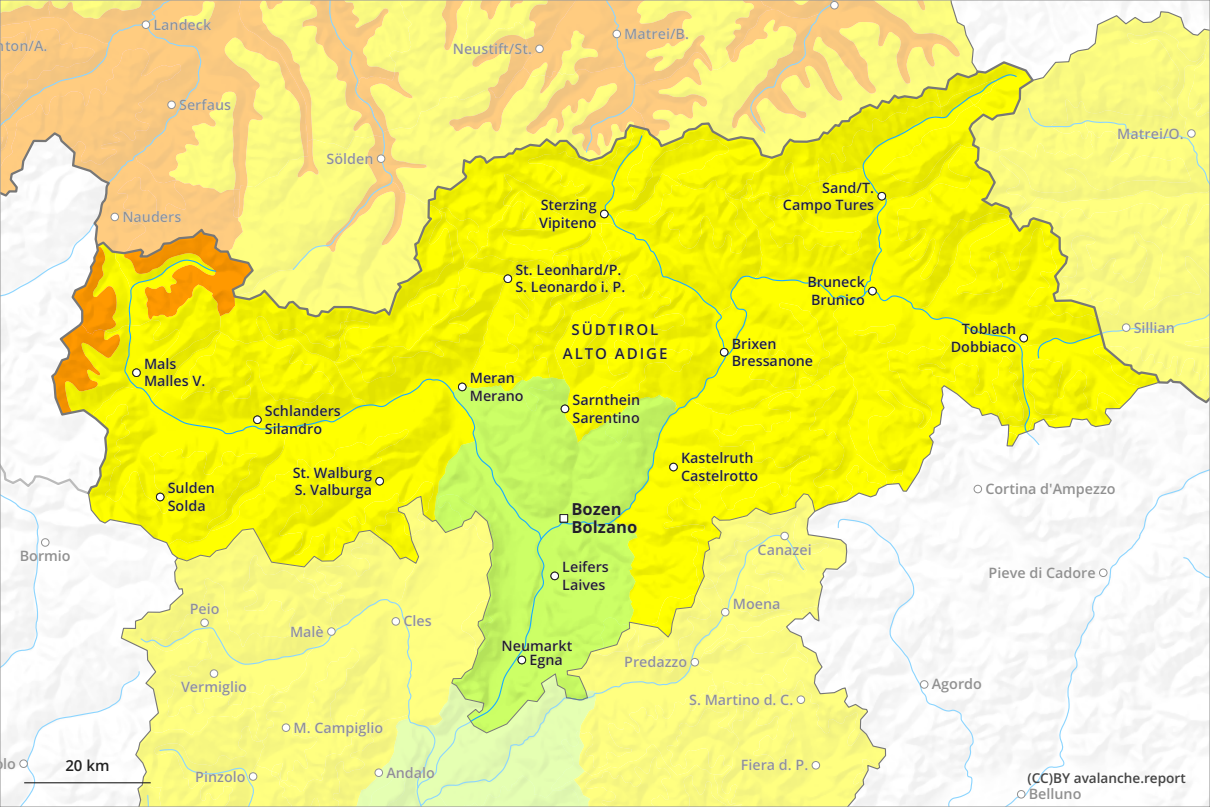 Landeck
nton/A.
Neustift/St.
Matrei/B.
Serfaus
Matrei/O.
Sölden
Sand/T.
Campo Tures
Sterzing
Vipiteno
Nauders
St. Leonhard/P.
S. Leonardo i. P.
Bruneck
Brunico
SÜDTIROL
ALTO ADIGE
Toblach
Dobbiaco
Sillian
Brixen
Bressanone
Mals
Malles V.
Meran
Merano
Sarnthein
Sarentino
Schlanders
Silandro
Kastelruth
Castelrotto
St. Walburg
S. Valburga
Sulden
Solda
Cortina d'Ampezzo
Bozen
Bolzano
Canazei
Bormio
Leifers
Laives
Pieve di Cadore
Peio
Moena
Cles
Malè
Neumarkt
Egna
Predazzo
Vermiglio
Agordo
S. Martino d. C.
M. Campiglio
20 km
olo
Pinzolo
Andalo
Fiera d. P.
(CC)BY avalanche.report
Belluno